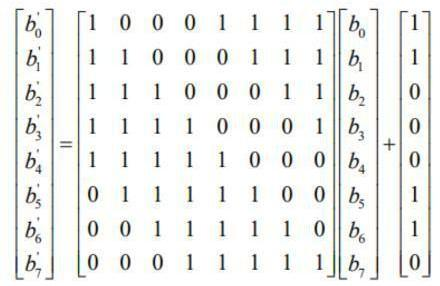 b'0 1 0 0 0 1 1 1 1 b0 1
b'1 1 1 0 0 0 1 1 1 b1 1
b'2 1 1 1 0 0 0 1 1 b2 0
b'3 = 1 1 1 1 0 0 0 1 b3 + 0
b'4 1 1 1 1 1 0 0 0 b4 0
b'5 0 1 1 1 1 1 0 0 b5 1
b'6 0 0 1 1 1 1 1 0 b6 1
b'7 0 0 0 1 1 1 1 1 b7 0